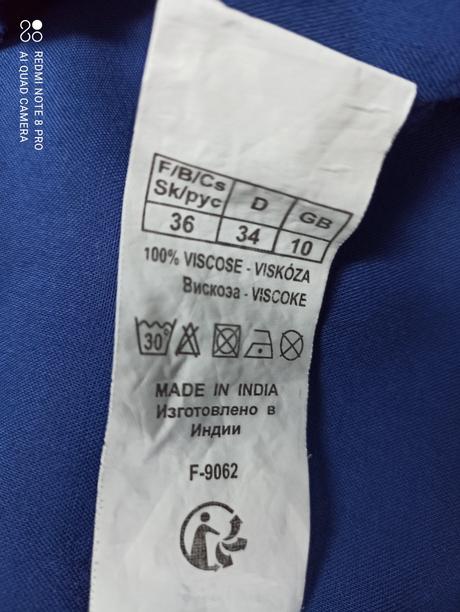 REDMI NOTE 8 PRO
AI QUAD CAMERA
F/B/Cs
Sk/рус
D
GB
36
34
10
100% VISCOSE - VISKÓZA
Вискоза - VISCOKE
30°
MADE IN INDIA
Изготовлено в
Индии
F-9062